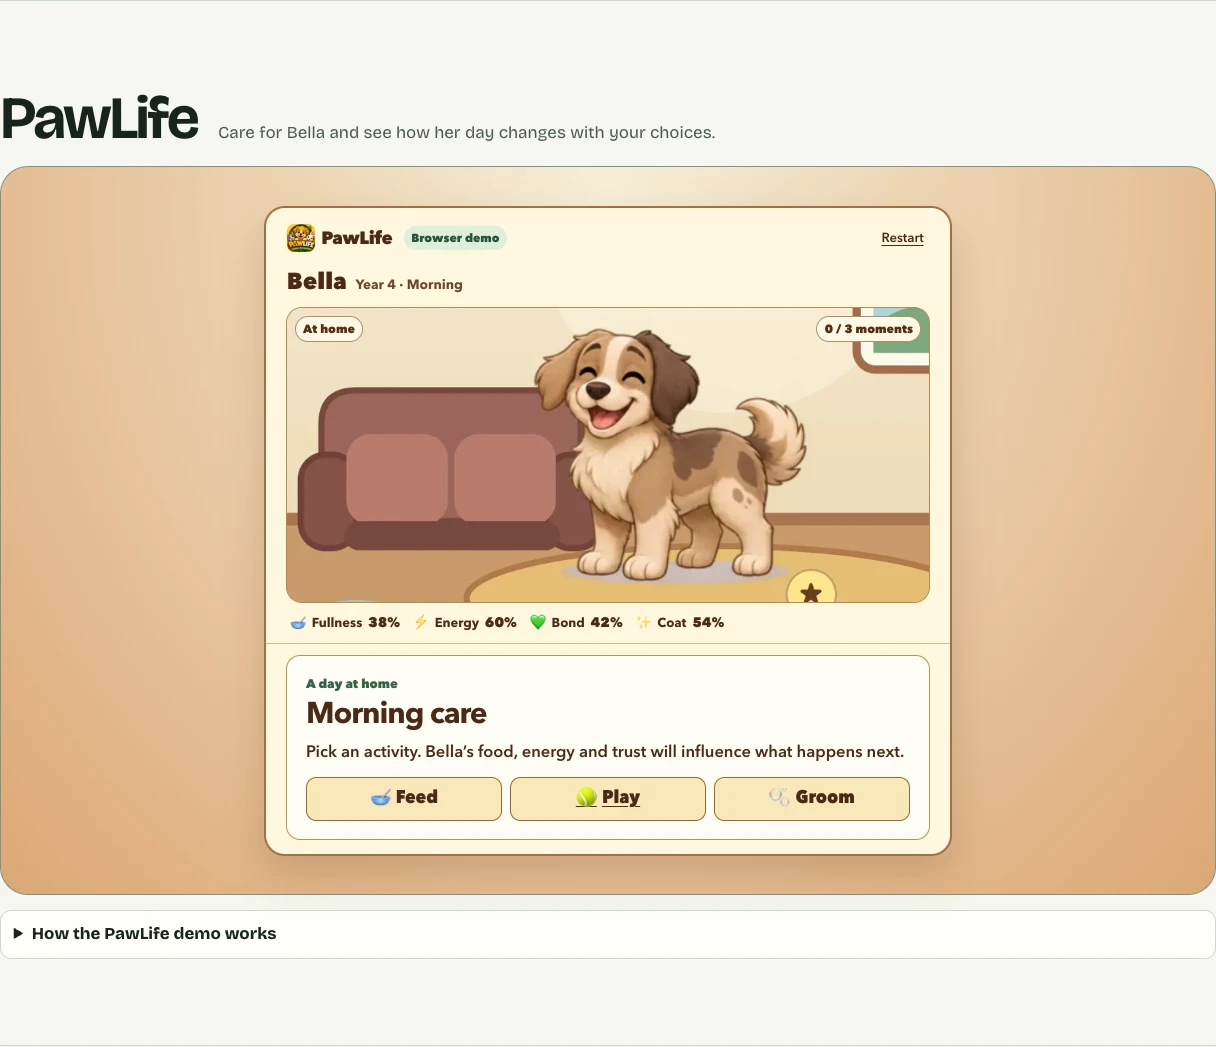 PawLife
Care for Bella and see how her day changes with your choices.
PawLife Browser demo Restart
Bella Year 4 · Morning
At home 0 / 3 moments
Fullness 38% Energy 60% Bond 42% Coat 54%
A day at home
Morning care
Pick an activity. Bella’s food, energy and trust will influence what happens next.
Feed Play Groom
How the PawLife demo works